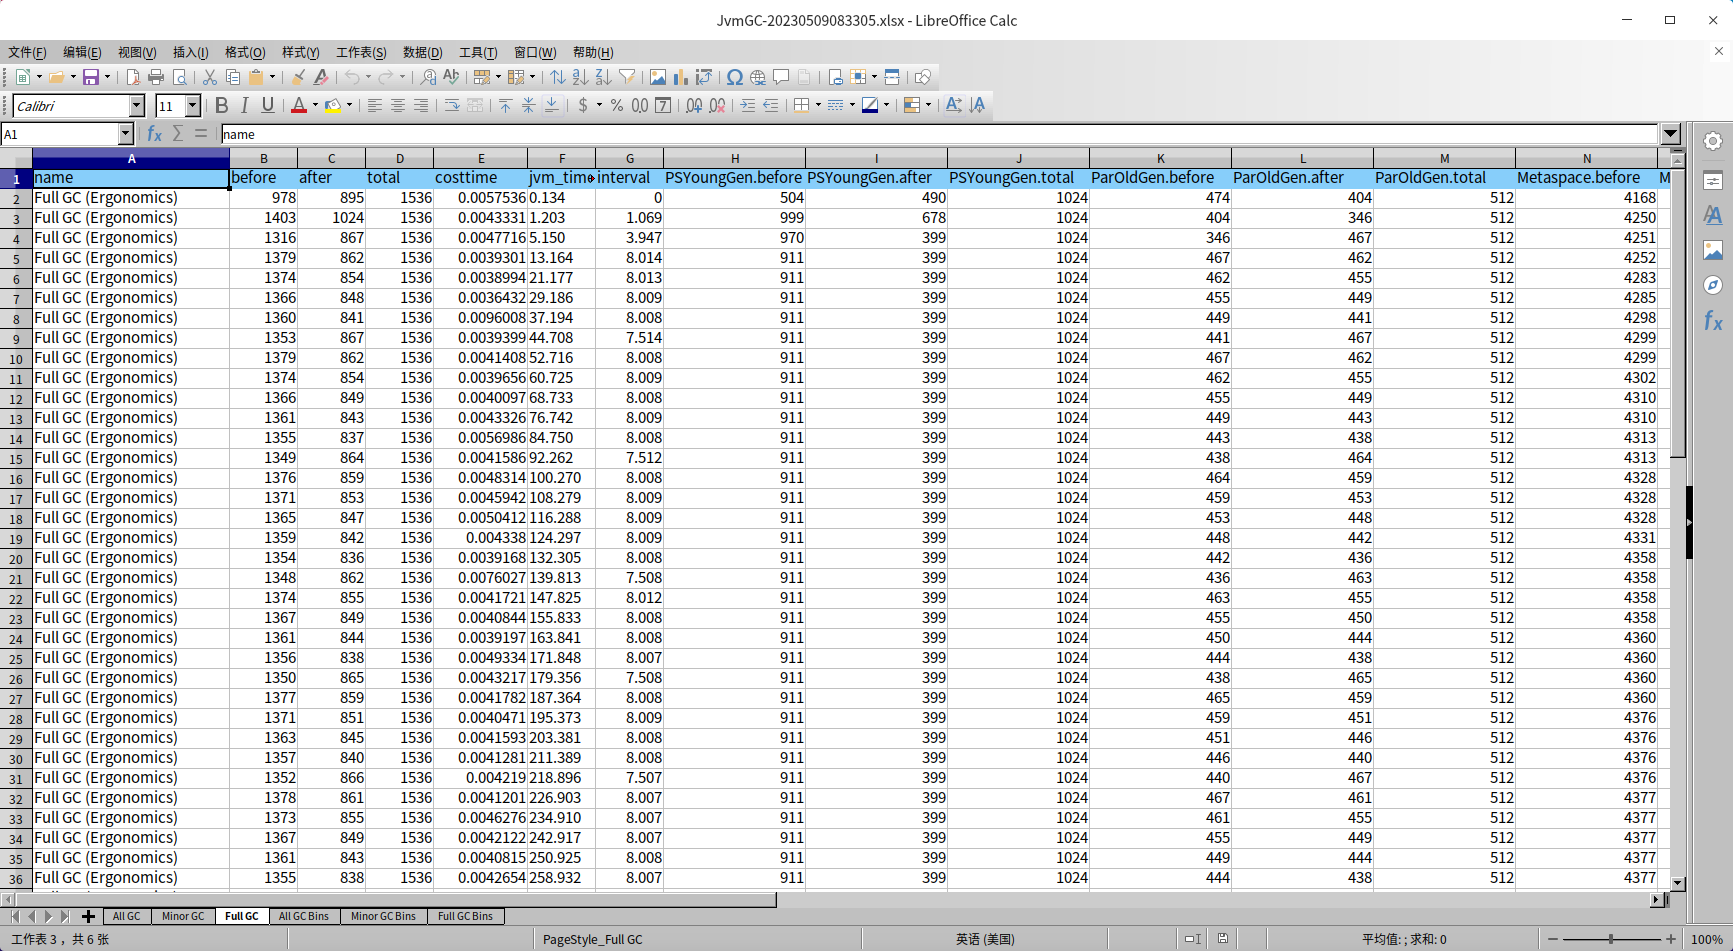 JvmGC-20230509083305.xlsx - LibreOffice Calc
文件(F) 编辑(E) 视图(V) 插入(I) 格式(O) 样式(Y) 工作表(S) 数据(D) 工具(T) 窗口(W) 帮助(H)
Calibri 11
A1 name
A B C D E F G H I J K L M N
1 name before after total costtime jvm_time interval PSYoungGen.before PSYoungGen.after PSYoungGen.total ParOldGen.before ParOldGen.after ParOldGen.total Metaspace.before M
2 Full GC (Ergonomics) 978 895 1536 0.0057536 0.134 0 504 490 1024 474 404 512 4168
3 Full GC (Ergonomics) 1403 1024 1536 0.0043331 1.203 1.069 999 678 1024 404 346 512 4250
4 Full GC (Ergonomics) 1316 867 1536 0.0047716 5.150 3.947 970 399 1024 346 467 512 4251
5 Full GC (Ergonomics) 1379 862 1536 0.0039301 13.164 8.014 911 399 1024 467 462 512 4252
6 Full GC (Ergonomics) 1374 854 1536 0.0038994 21.177 8.013 911 399 1024 462 455 512 4283
7 Full GC (Ergonomics) 1366 848 1536 0.0036432 29.186 8.009 911 399 1024 455 449 512 4285
8 Full GC (Ergonomics) 1360 841 1536 0.0096008 37.194 8.008 911 399 1024 449 441 512 4298
9 Full GC (Ergonomics) 1353 867 1536 0.0039399 44.708 7.514 911 399 1024 441 467 512 4299
10 Full GC (Ergonomics) 1379 862 1536 0.0041408 52.716 8.008 911 399 1024 467 462 512 4299
11 Full GC (Ergonomics) 1374 854 1536 0.0039656 60.725 8.009 911 399 1024 462 455 512 4302
12 Full GC (Ergonomics) 1366 849 1536 0.0040097 68.733 8.008 911 399 1024 455 449 512 4310
13 Full GC (Ergonomics) 1361 843 1536 0.0043326 76.742 8.009 911 399 1024 449 443 512 4310
14 Full GC (Ergonomics) 1355 837 1536 0.0056986 84.750 8.008 911 399 1024 443 438 512 4313
15 Full GC (Ergonomics) 1349 864 1536 0.0041586 92.262 7.512 911 399 1024 438 464 512 4313
16 Full GC (Ergonomics) 1376 859 1536 0.0048314 100.270 8.008 911 399 1024 464 459 512 4328
17 Full GC (Ergonomics) 1371 853 1536 0.0045942 108.279 8.009 911 399 1024 459 453 512 4328
18 Full GC (Ergonomics) 1365 847 1536 0.0050412 116.288 8.009 911 399 1024 453 448 512 4328
19 Full GC (Ergonomics) 1359 842 1536 0.004338 124.297 8.009 911 399 1024 448 442 512 4331
20 Full GC (Ergonomics) 1354 836 1536 0.0039168 132.305 8.008 911 399 1024 442 436 512 4358
21 Full GC (Ergonomics) 1348 862 1536 0.0076027 139.813 7.508 911 399 1024 436 463 512 4358
22 Full GC (Ergonomics) 1374 855 1536 0.0041721 147.825 8.012 911 399 1024 463 455 512 4358
23 Full GC (Ergonomics) 1367 849 1536 0.0040844 155.833 8.008 911 399 1024 455 450 512 4358
24 Full GC (Ergonomics) 1361 844 1536 0.0039197 163.841 8.008 911 399 1024 450 444 512 4360
25 Full GC (Ergonomics) 1356 838 1536 0.0049334 171.848 8.007 911 399 1024 444 438 512 4360
26 Full GC (Ergonomics) 1350 865 1536 0.0043217 179.356 7.508 911 399 1024 438 465 512 4360
27 Full GC (Ergonomics) 1377 859 1536 0.0041782 187.364 8.008 911 399 1024 465 459 512 4360
28 Full GC (Ergonomics) 1371 851 1536 0.0040471 195.373 8.009 911 399 1024 459 451 512 4376
29 Full GC (Ergonomics) 1363 845 1536 0.0041593 203.381 8.008 911 399 1024 451 446 512 4376
30 Full GC (Ergonomics) 1357 840 1536 0.0041281 211.389 8.008 911 399 1024 446 440 512 4376
31 Full GC (Ergonomics) 1352 866 1536 0.004219 218.896 7.507 911 399 1024 440 467 512 4376
32 Full GC (Ergonomics) 1378 861 1536 0.0041201 226.903 8.007 911 399 1024 467 461 512 4377
33 Full GC (Ergonomics) 1373 855 1536 0.0046276 234.910 8.007 911 399 1024 461 455 512 4377
34 Full GC (Ergonomics) 1367 849 1536 0.0042122 242.917 8.007 911 399 1024 455 449 512 4377
35 Full GC (Ergonomics) 1361 843 1536 0.0040815 250.925 8.008 911 399 1024 449 444 512 4377
36 Full GC (Ergonomics) 1355 838 1536 0.0042654 258.932 8.007 911 399 1024 444 438 512 4377
All GC Minor GC Full GC All GC Bins Minor GC Bins Full GC Bins
工作表 3 ，共 6 张 PageStyle_Full GC 英语 (美国) 平均值: ; 求和: 0 100%